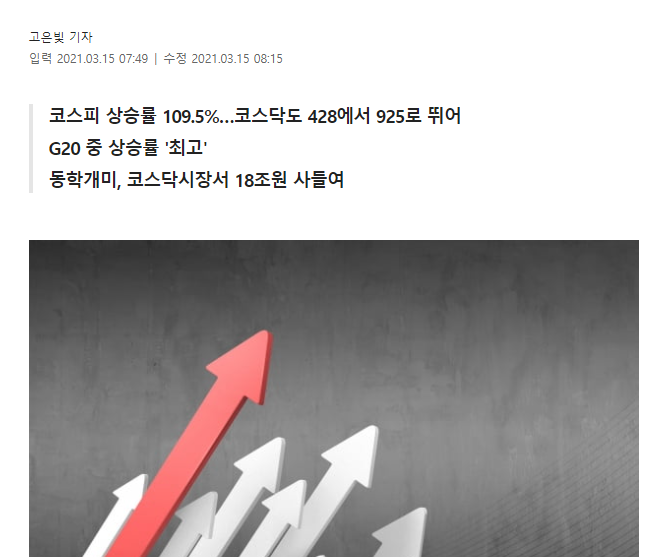 고은빛 기자
입력 2021.03.15 07:49 | 수정 2021.03.15 08:15
코스피 상승률 109.5%...코스닥도 428에서 925로 뛰어
G20 중 상승률 '최고'
동학개미, 코스닥시장서 18조원 사들여